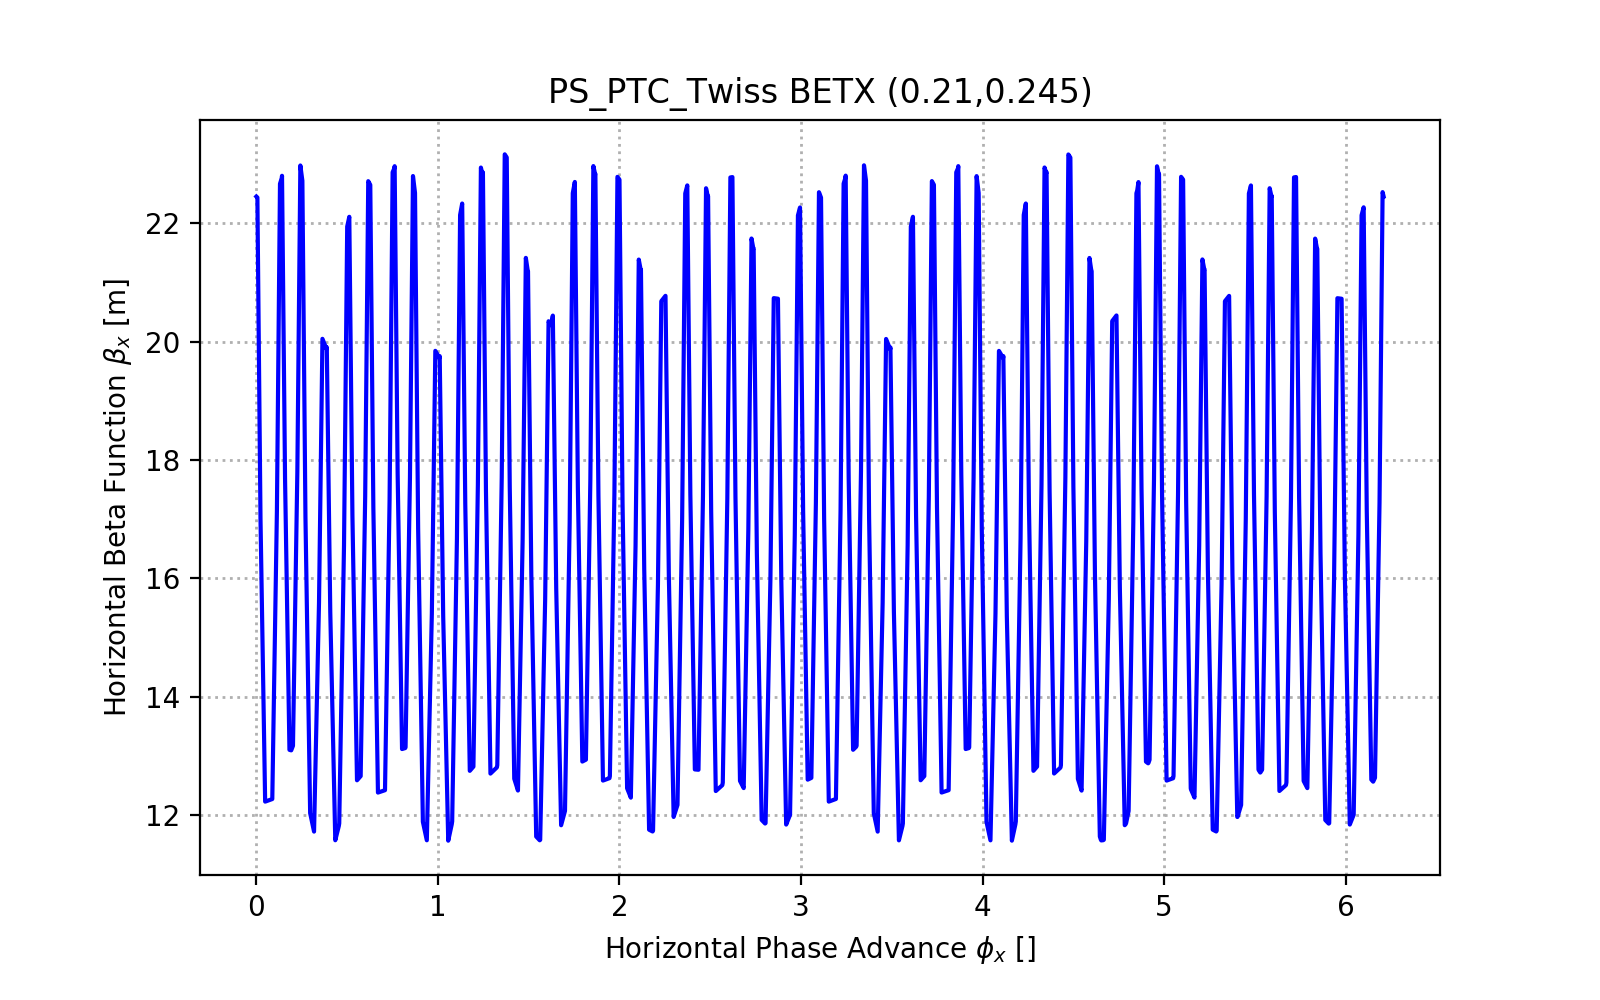 PS_PTC_Twiss BETX (0.21,0.245)
Horizontal Beta Function βx [m]
22
20
18
16
14
12
0 1 2 3 4 5 6
Horizontal Phase Advance ϕx []